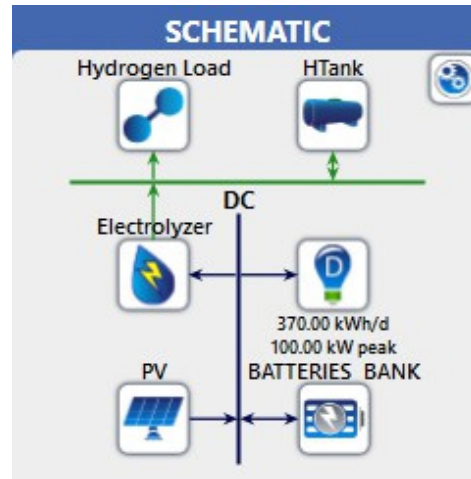 SCHEMATIC
Hydrogen Load
HTank
DC
Electrolyzer
D
370.00 kWh/d
100.00 kW peak
PV
BATTERIES BANK